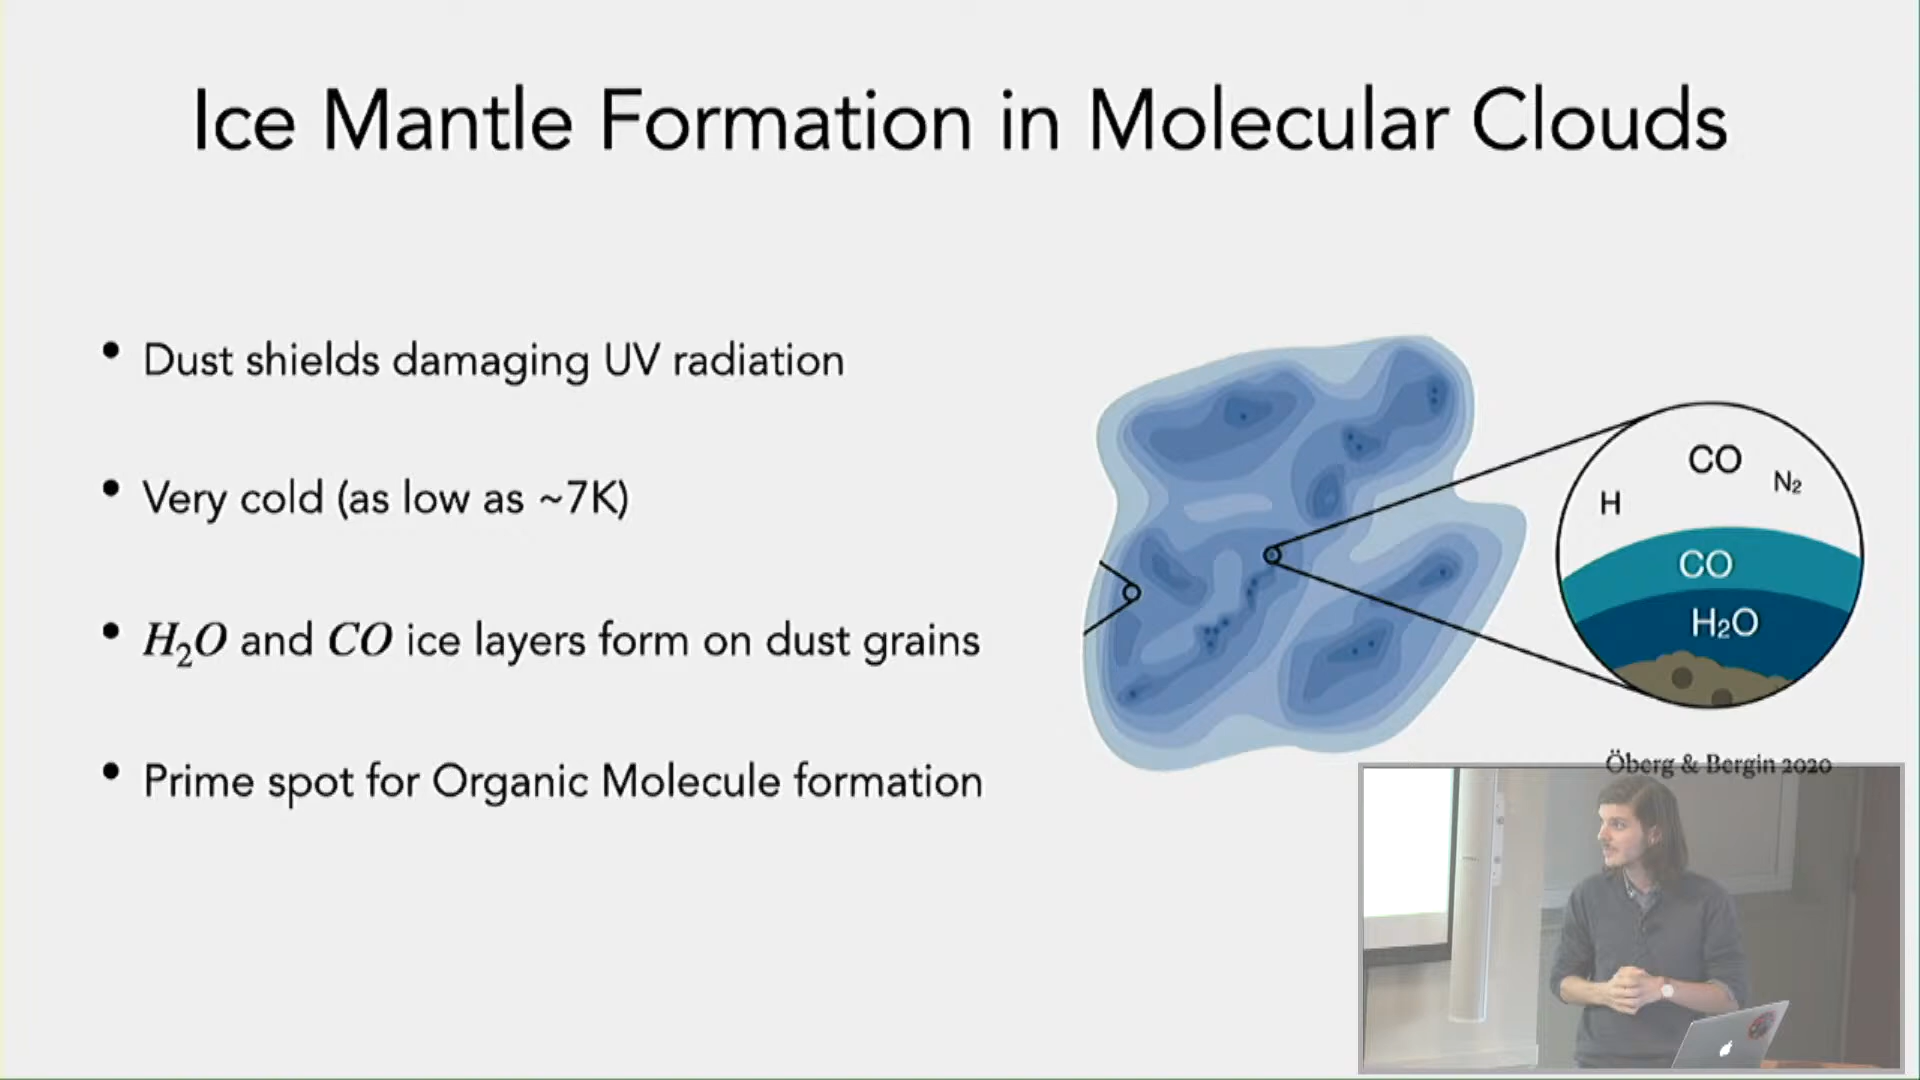 Ice Mantle Formation in Molecular Clouds
• Dust shields damaging UV radiation
• Very cold (as low as ~7K)
• H₂O and CO ice layers form on dust grains
• Prime spot for Organic Molecule formation
CO
N₂
H
CO
H₂O
Öberg & Bergin 2020